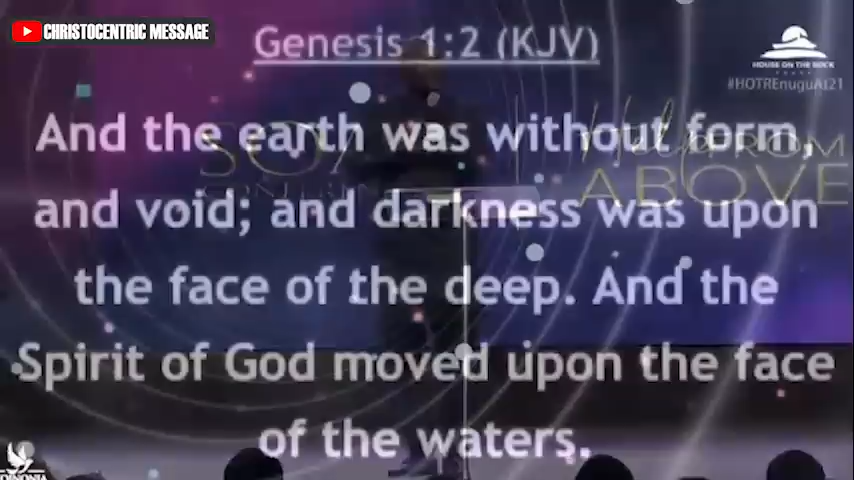 CHRISTOCENTRIC MESSAGE
Genesis 1:2 (KJV)
HOUSE ON THE ROCK
#HOTREnuguAt21
And the earth was without form,
and void; and darkness was upon
the face of the deep. And the
Spirit of God moved upon the face
of the waters.
Help FROM
ABOVE